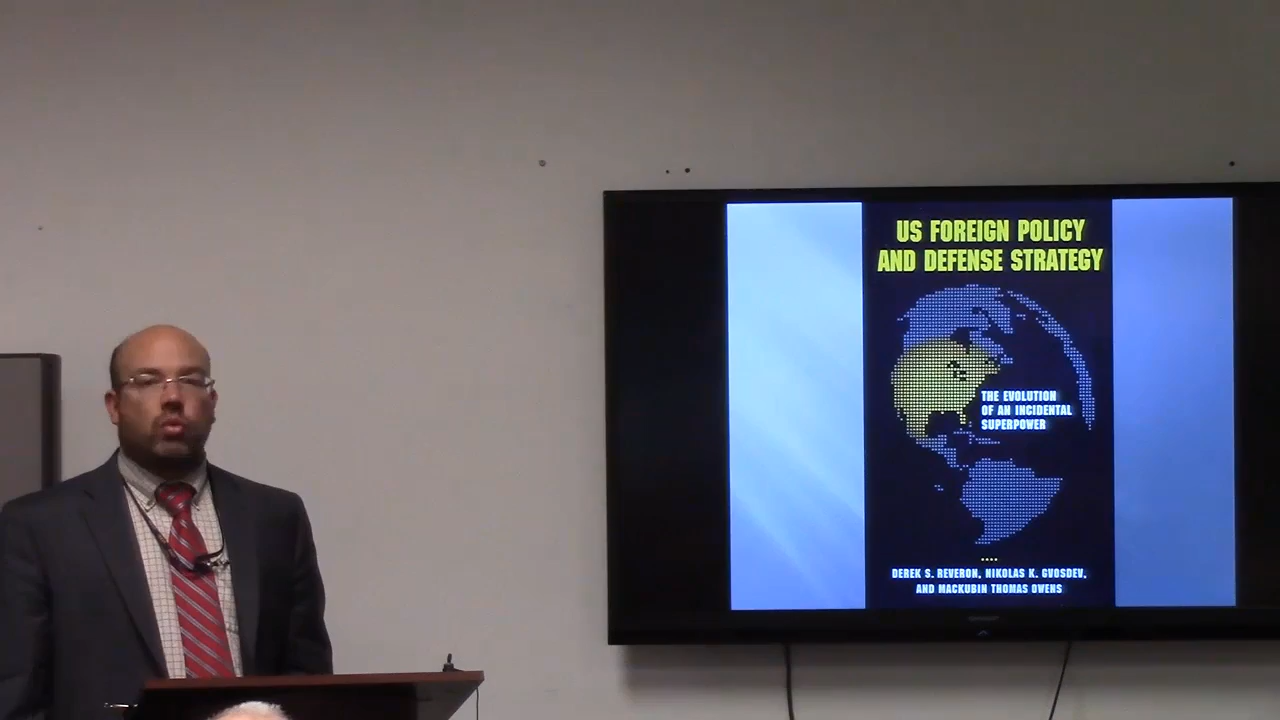 US FOREIGN POLICY
AND DEFENSE STRATEGY
THE EVOLUTION
OF AN INCIDENTAL
SUPERPOWER
DEREK S. REVERON, NIKOLAS K. GVOSDEV,
AND MACKUBIN THOMAS OWENS